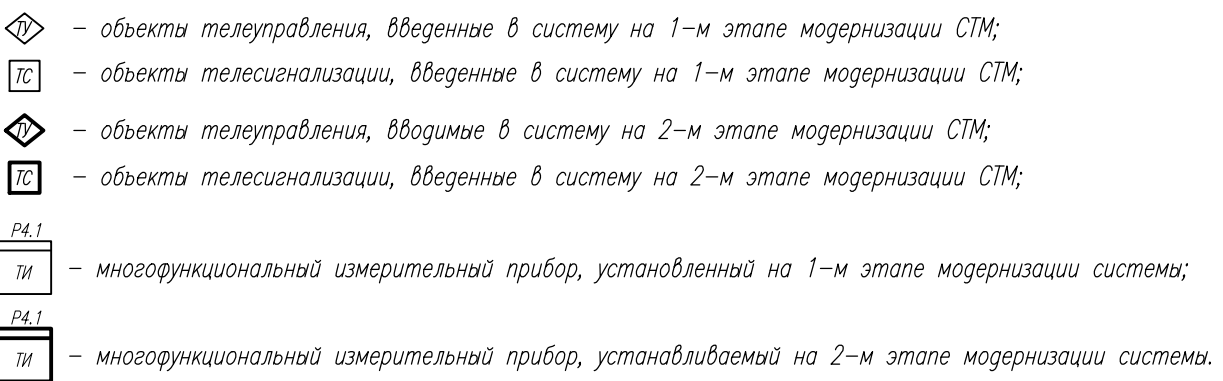 ТУ – объекты телеуправления, введенные в систему на 1–м этапе модернизации СТМ;
ТС – объекты телесигнализации, введенные в систему на 1–м этапе модернизации СТМ;
ТУ – объекты телеуправления, вводимые в систему на 2–м этапе модернизации СТМ;
ТС – объекты телесигнализации, введенные в систему на 2–м этапе модернизации СТМ;
P4.1
ТИ – многофункциональный измерительный прибор, установленный на 1–м этапе модернизации системы;
P4.1
ТИ – многофункциональный измерительный прибор, устанавливаемый на 2–м этапе модернизации системы.